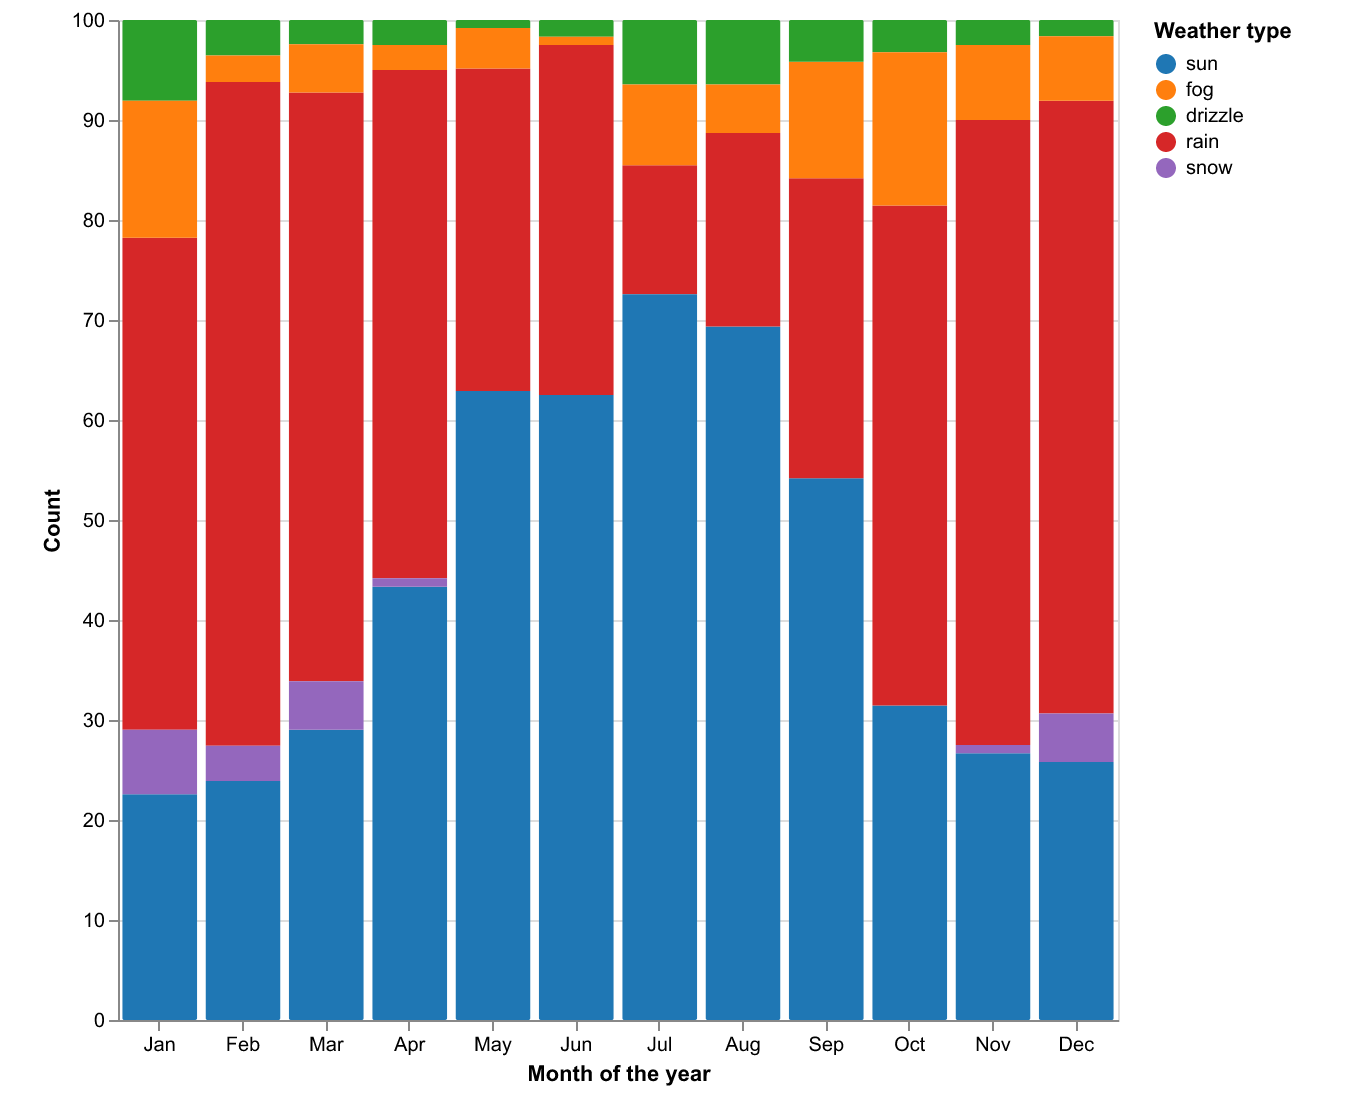 Weather type
sun
fog
drizzle
rain
snow
100
90
80
70
60
50
40
30
20
10
0
Count
Jan Feb Mar Apr May Jun Jul Aug Sep Oct Nov Dec
Month of the year